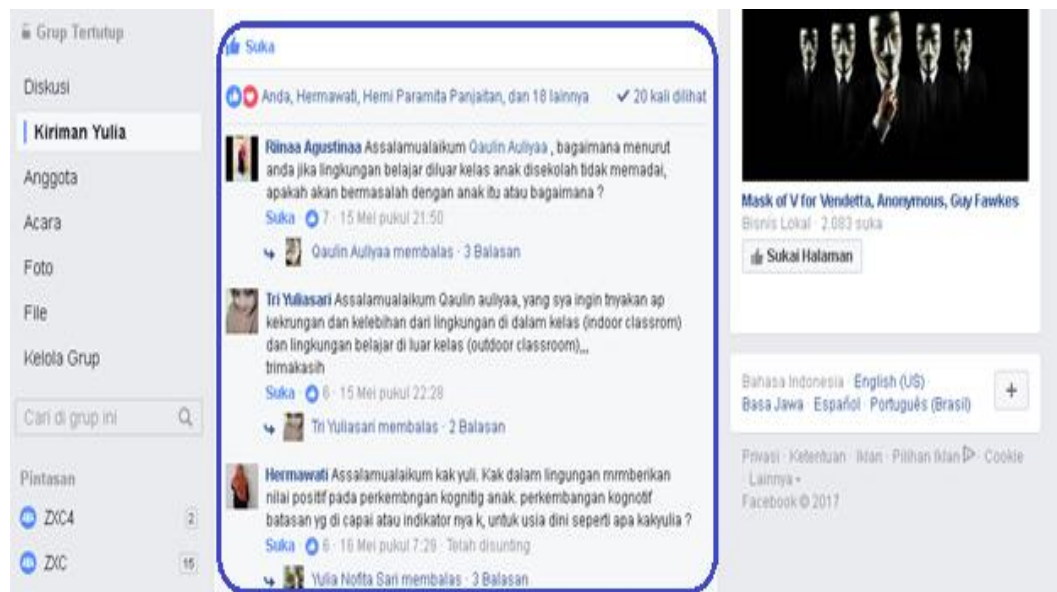 Grup Tertutup
Diskusi
Kiriman Yulia
Anggota
Acara
Foto
File
Kelola Grup
Cari di grup ini
Pintasan
ZXC4 2
ZXC 15
Suka
Anda, Hermawati, Herni Paramita Panjaitan, dan 18 lainnya ✓ 20 kali dilihat
Riinaa Agustinaa Assalamualaikum Qaulin Auliyaa , bagaimana menurut
anda jika lingkungan belajar diluar kelas anak disekolah tidak memadai,
apakah akan bermasalah dengan anak itu atau bagaimana ?
Suka · 7 · 15 Mei pukul 21:50
Qaulin Auliyaa membalas · 3 Balasan
Tri Yuliasari Assalamualaikum Qaulin auliyaa, yang sya ingin tnyakan ap
kekrungan dan kelebihan dari lingkungan di dalam kelas (indoor classrom)
dan lingkungan belajar di luar kelas (outdoor classroom),,,
trimakasih
Suka · 6 · 15 Mei pukul 22:28
Tri Yuliasari membalas · 2 Balasan
Hermawati Assalamualaikum kak yuli. Kak dalam lingungan mrmberikan
nilai positif pada perkembngan kognitig anak. perkembangan kognotif
batasan yg di capai atau indikator nya k, untuk usia dini seperti apa kakyulia ?
Suka · 6 · 16 Mei pukul 7:29 · Telah disunting
Yulia Nofita Sari membalas · 3 Balasan
Mask of V for Vendetta, Anonymous, Guy Fawkes
Bisnis Lokal · 2.083 suka
Sukai Halaman
Bahasa Indonesia · English (US)
Basa Jawa · Español · Português (Brasil)
+
Privasi · Ketentuan · Iklan · Pilihan Iklan · Cookie
· Lainnya
Facebook © 2017